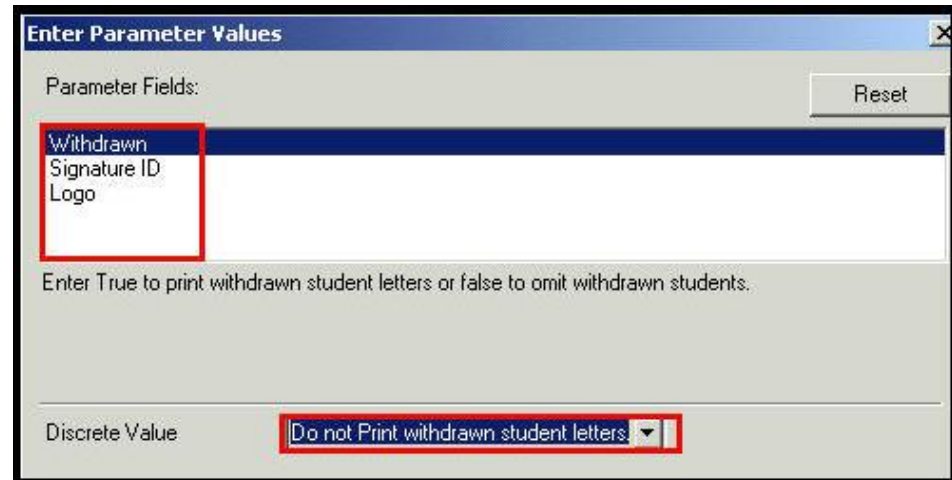 Enter Parameter Values
Parameter Fields:
Reset
Withdrawn
Signature ID
Logo
Enter True to print withdrawn student letters or false to omit withdrawn students.
Discrete Value
Do not Print withdrawn student letters.